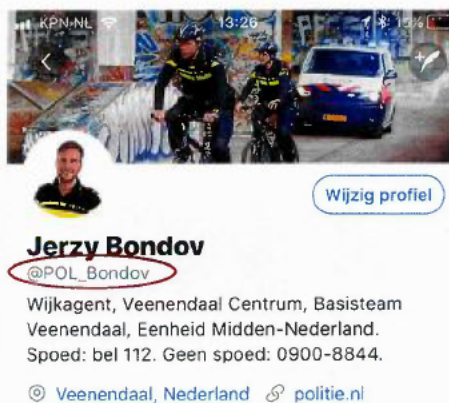 KPN-NL 13:26 13%
Wijzig profiel
Jerzy Bondov
@POL_Bondov
Wijkagent, Veenendaal Centrum, Basisteam
Veenendaal, Eenheid Midden-Nederland.
Spoed: bel 112. Geen spoed: 0900-8844.
Veenendaal, Nederland politie.nl